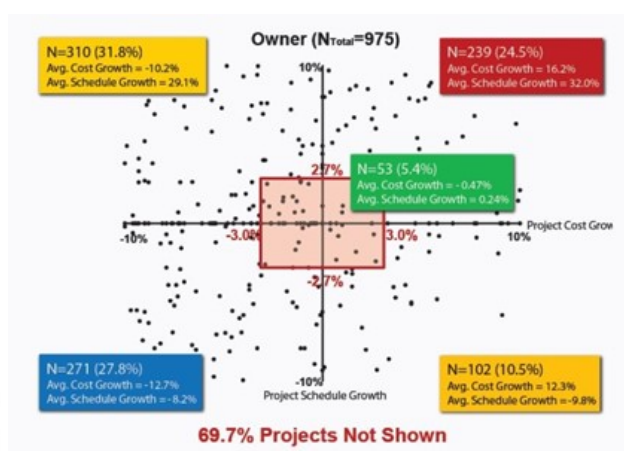 Owner (NTotal=975)
N=310 (31.8%)
Avg. Cost Growth = -10.2%
Avg. Schedule Growth = 29.1%
N=239 (24.5%)
Avg. Cost Growth = 16.2%
Avg. Schedule Growth = 32.0%
10%
2.7%
N=53 (5.4%)
Avg. Cost Growth = -0.47%
Avg. Schedule Growth = 0.24%
-10%
-3.0%
3.0%
10%
Project Cost Grow
-2.7%
N=271 (27.8%)
Avg. Cost Growth = -12.7%
Avg. Schedule Growth = -8.2%
N=102 (10.5%)
Avg. Cost Growth = 12.3%
Avg. Schedule Growth = -9.8%
-10%
Project Schedule Growth
69.7% Projects Not Shown